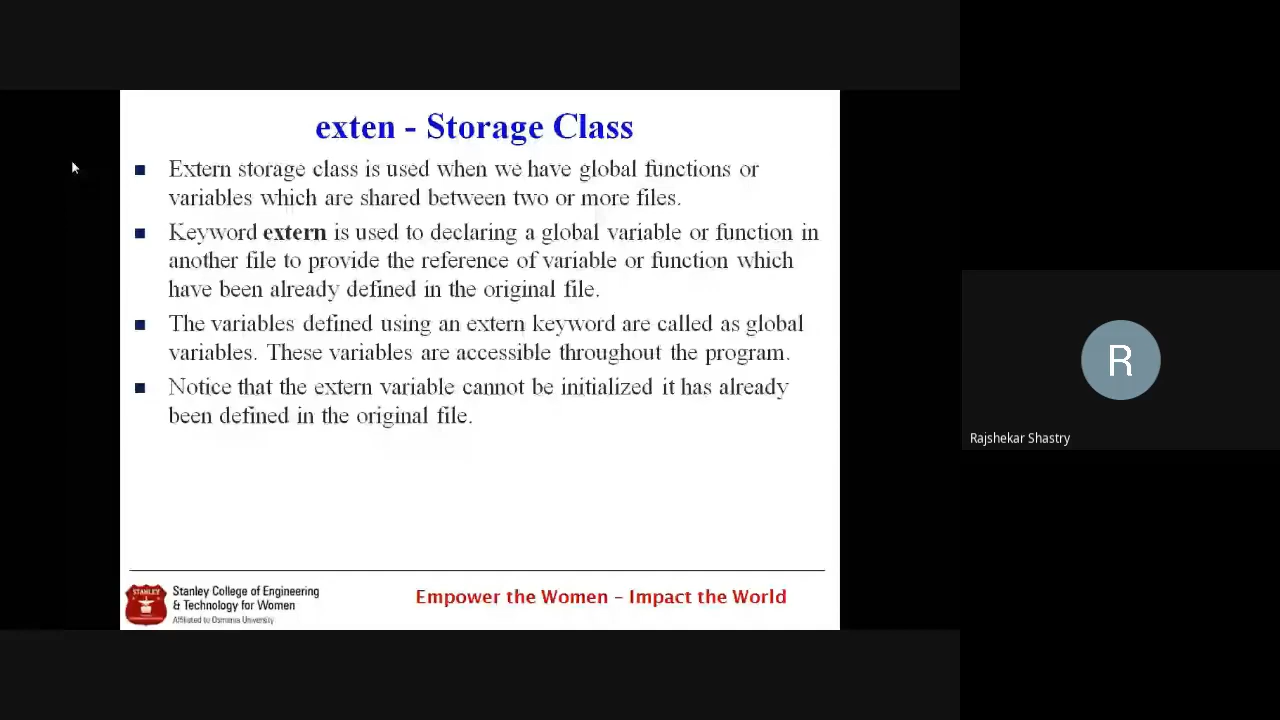 exten - Storage Class
Extern storage class is used when we have global functions or
variables which are shared between two or more files.
Keyword extern is used to declaring a global variable or function in
another file to provide the reference of variable or function which
have been already defined in the original file.
The variables defined using an extern keyword are called as global
variables. These variables are accessible throughout the program.
Notice that the extern variable cannot be initialized it has already
been defined in the original file.
STANLEY
Stanley College of Engineering
& Technology for Women
Affiliated to Osmania University
Empower the Women – Impact the World
R
Rajshekar Shastry